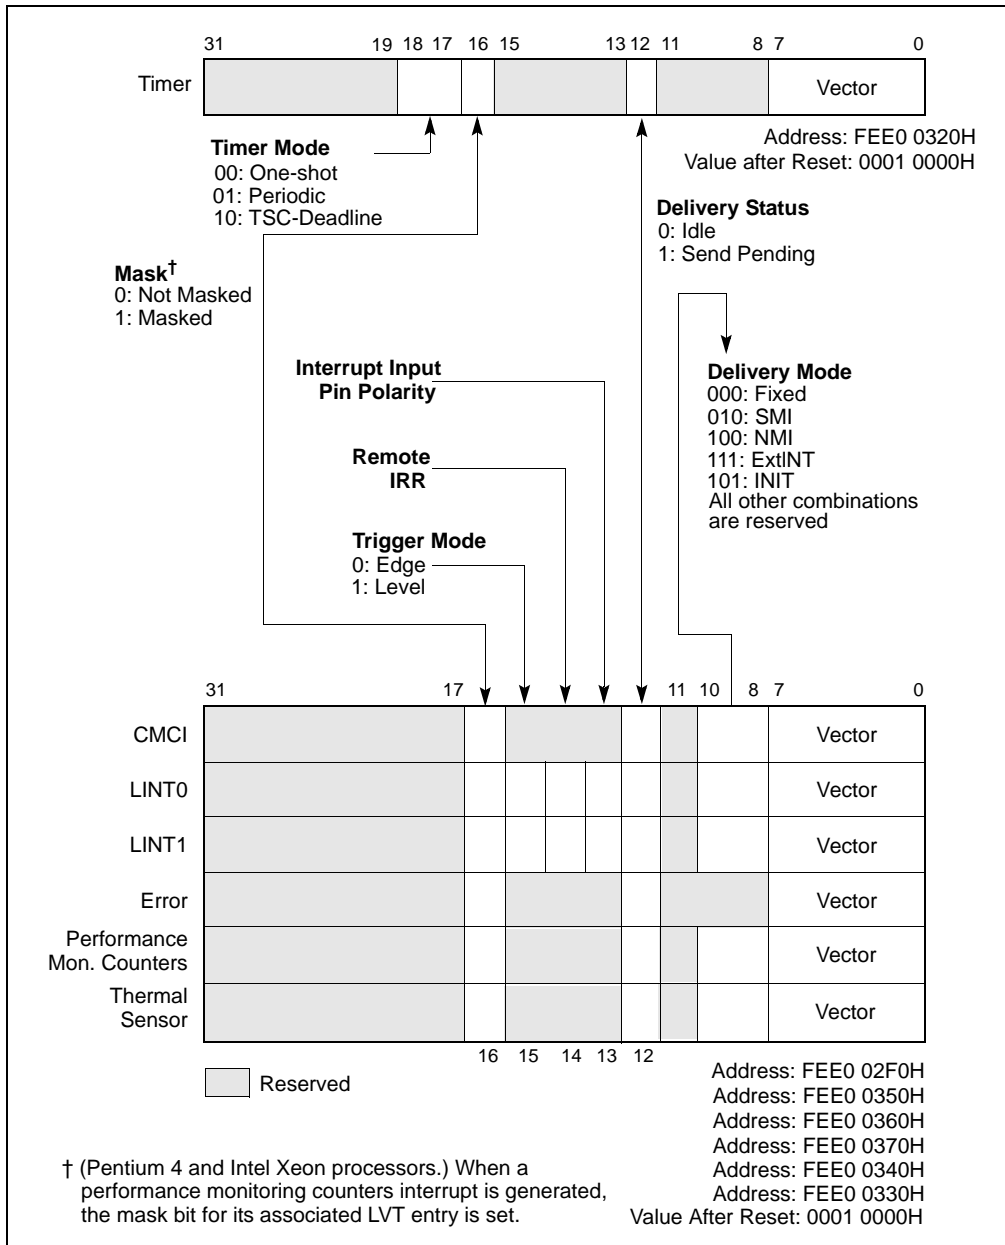 31 19 18 17 16 15 13 12 11 8 7 0
Timer Vector
Address: FEE0 0320H
Value after Reset: 0001 0000H
Timer Mode
00: One-shot
01: Periodic
10: TSC-Deadline
Delivery Status
0: Idle
1: Send Pending
Mask†
0: Not Masked
1: Masked
Interrupt Input
Pin Polarity
Delivery Mode
000: Fixed
010: SMI
100: NMI
111: ExtlNT
101: INIT
All other combinations
are reserved
Remote
IRR
Trigger Mode
0: Edge
1: Level
31 17 11 10 8 7 0
CMCI Vector
LINT0 Vector
LINT1 Vector
Error Vector
Performance
Mon. Counters Vector
Thermal
Sensor Vector
16 15 14 13 12
Reserved
Address: FEE0 02F0H
Address: FEE0 0350H
Address: FEE0 0360H
Address: FEE0 0370H
Address: FEE0 0340H
Address: FEE0 0330H
Value After Reset: 0001 0000H
† (Pentium 4 and Intel Xeon processors.) When a
performance monitoring counters interrupt is generated,
the mask bit for its associated LVT entry is set.